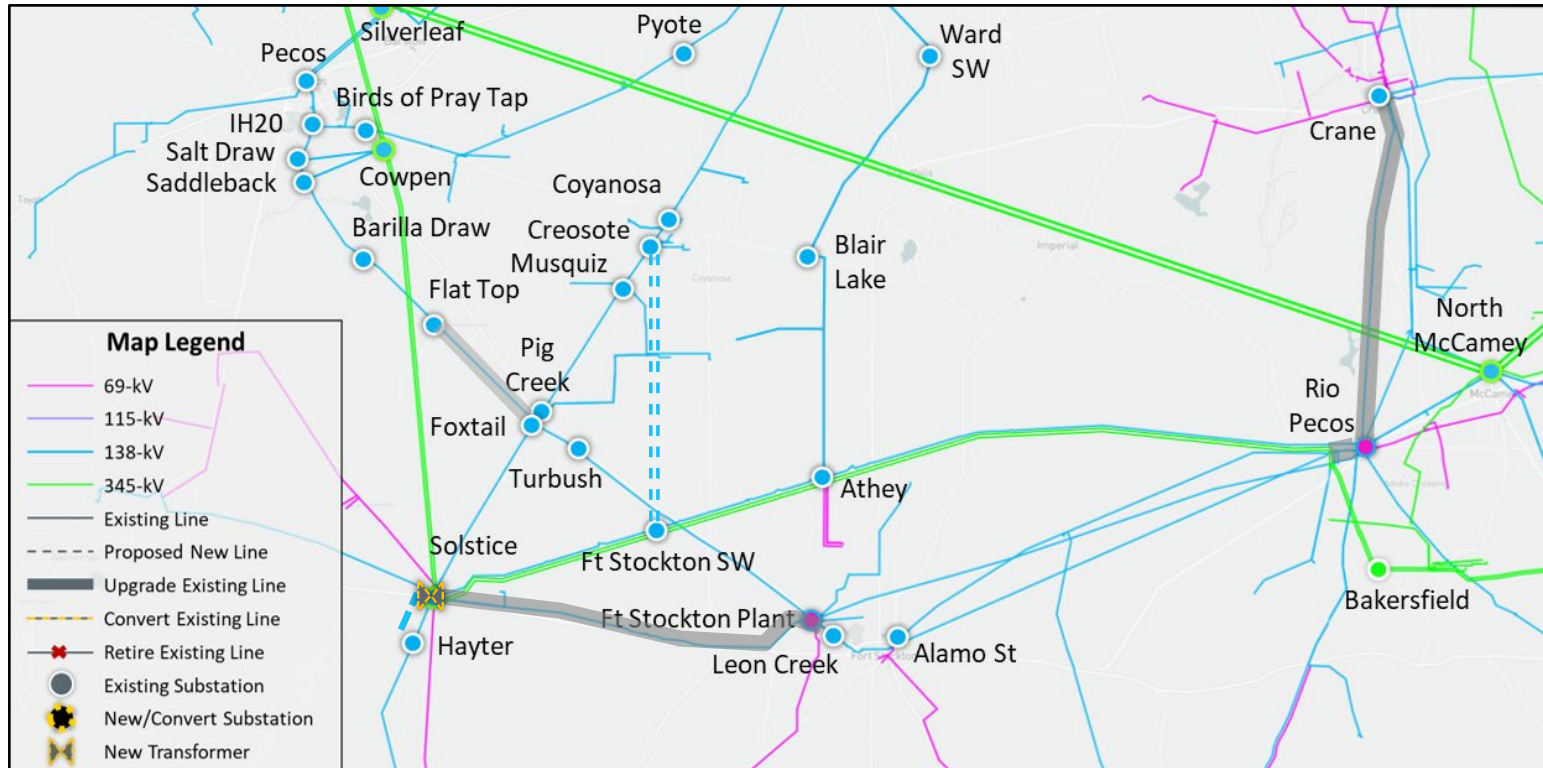 Silverleaf
Pecos
Pyote
Ward
SW
Birds of Pray Tap
IH20
Salt Draw
Saddleback
Cowpen
Crane
Coyanosa
Creosote
Musquiz
Barilla Draw
Blair
Lake
Imperial
Coyanosa
Flat Top
North
McCamey
Pig
Creek
Foxtail
Rio
Pecos
Turbush
Athey
Solstice
Ft Stockton SW
Ft Stockton Plant
Bakersfield
Hayter
Leon Creek
Alamo St
Map Legend
69-kV
115-kV
138-kV
345-kV
Existing Line
Proposed New Line
Upgrade Existing Line
Convert Existing Line
Retire Existing Line
Existing Substation
New/Convert Substation
New Transformer